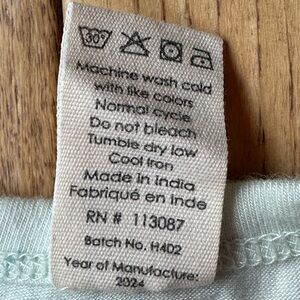 30°
Machine wash cold
with like colors
Normal cycle
Do not bleach
Tumble dry low
Cool Iron
Made in India
Fabriqué en Inde
RN # 113087
Batch No. H402
Year of Manufacture:
2024